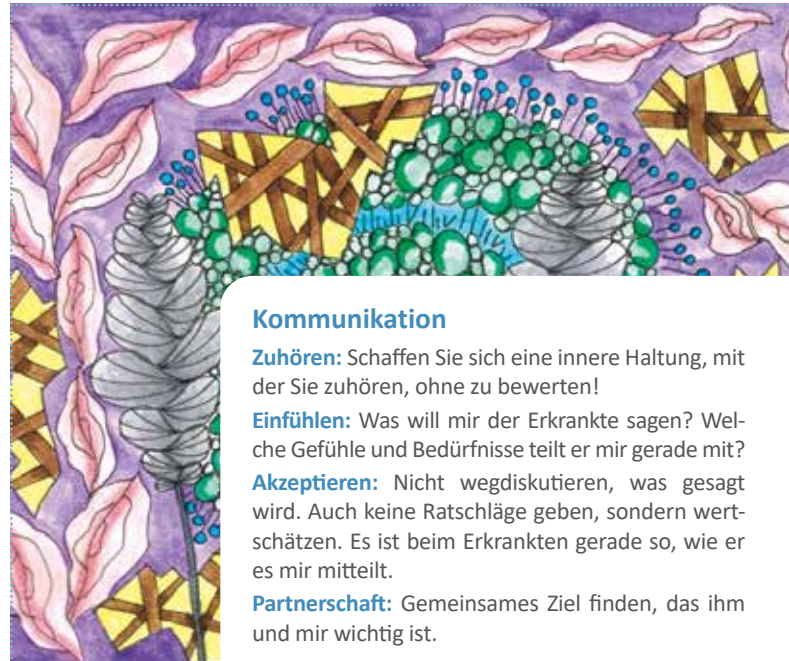 Kommunikation
Zuhören: Schaffen Sie sich eine innere Haltung, mit
der Sie zuhören, ohne zu bewerten!
Einfühlen: Was will mir der Erkrankte sagen? Wel-
che Gefühle und Bedürfnisse teilt er mir gerade mit?
Akzeptieren: Nicht wegdiskutieren, was gesagt
wird. Auch keine Ratschläge geben, sondern wert-
schätzen. Es ist beim Erkrankten gerade so, wie er
es mir mitteilt.
Partnerschaft: Gemeinsames Ziel finden, das ihm
und mir wichtig ist.